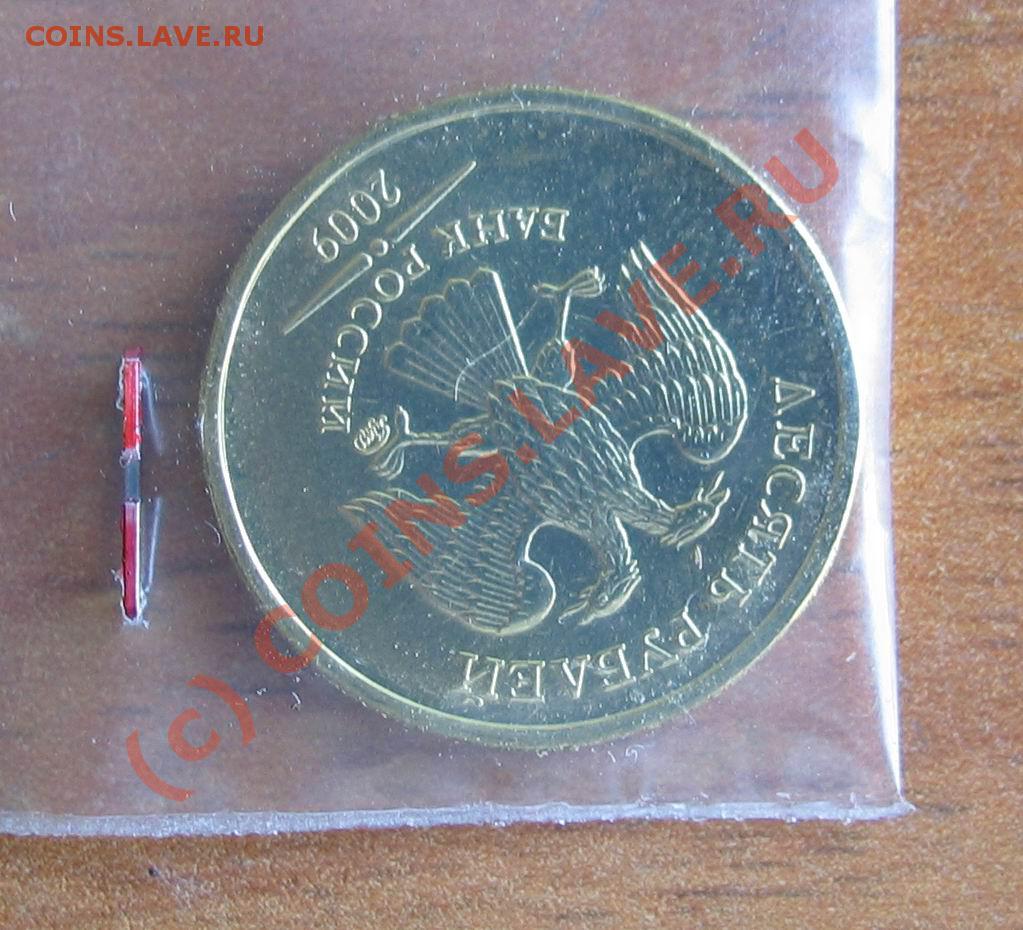 COINS.LAVE.RU
2009
БАНК РОССИИ
ДЕСЯТЬ РУБЛЕЙ
(c) COINS.LAVE.RU